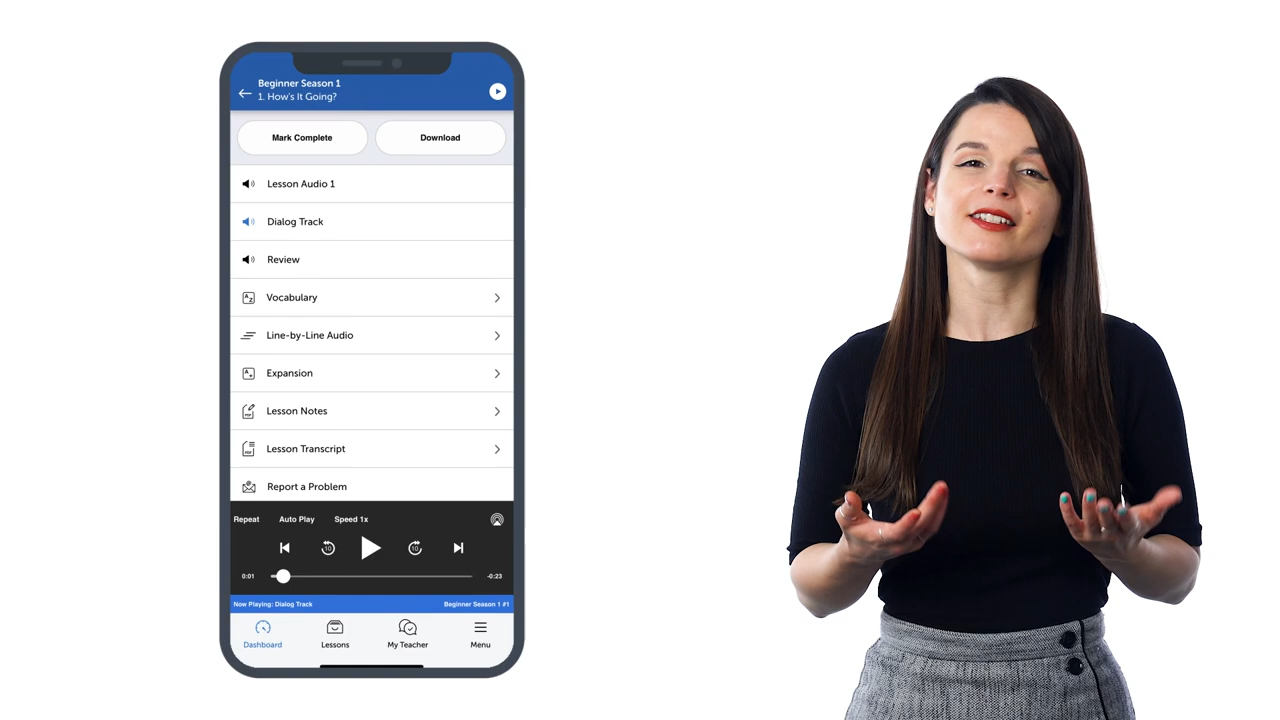 Beginner Season 1
1. How's It Going?
Mark Complete
Download
Lesson Audio 1
Dialog Track
Review
Vocabulary
Line-by-Line Audio
Expansion
Lesson Notes
Lesson Transcript
Report a Problem
Repeat Auto Play Speed 1x
10 10
0:01 -0:23
Now Playing: Dialog Track Beginner Season 1 #1
Dashboard Lessons My Teacher Menu